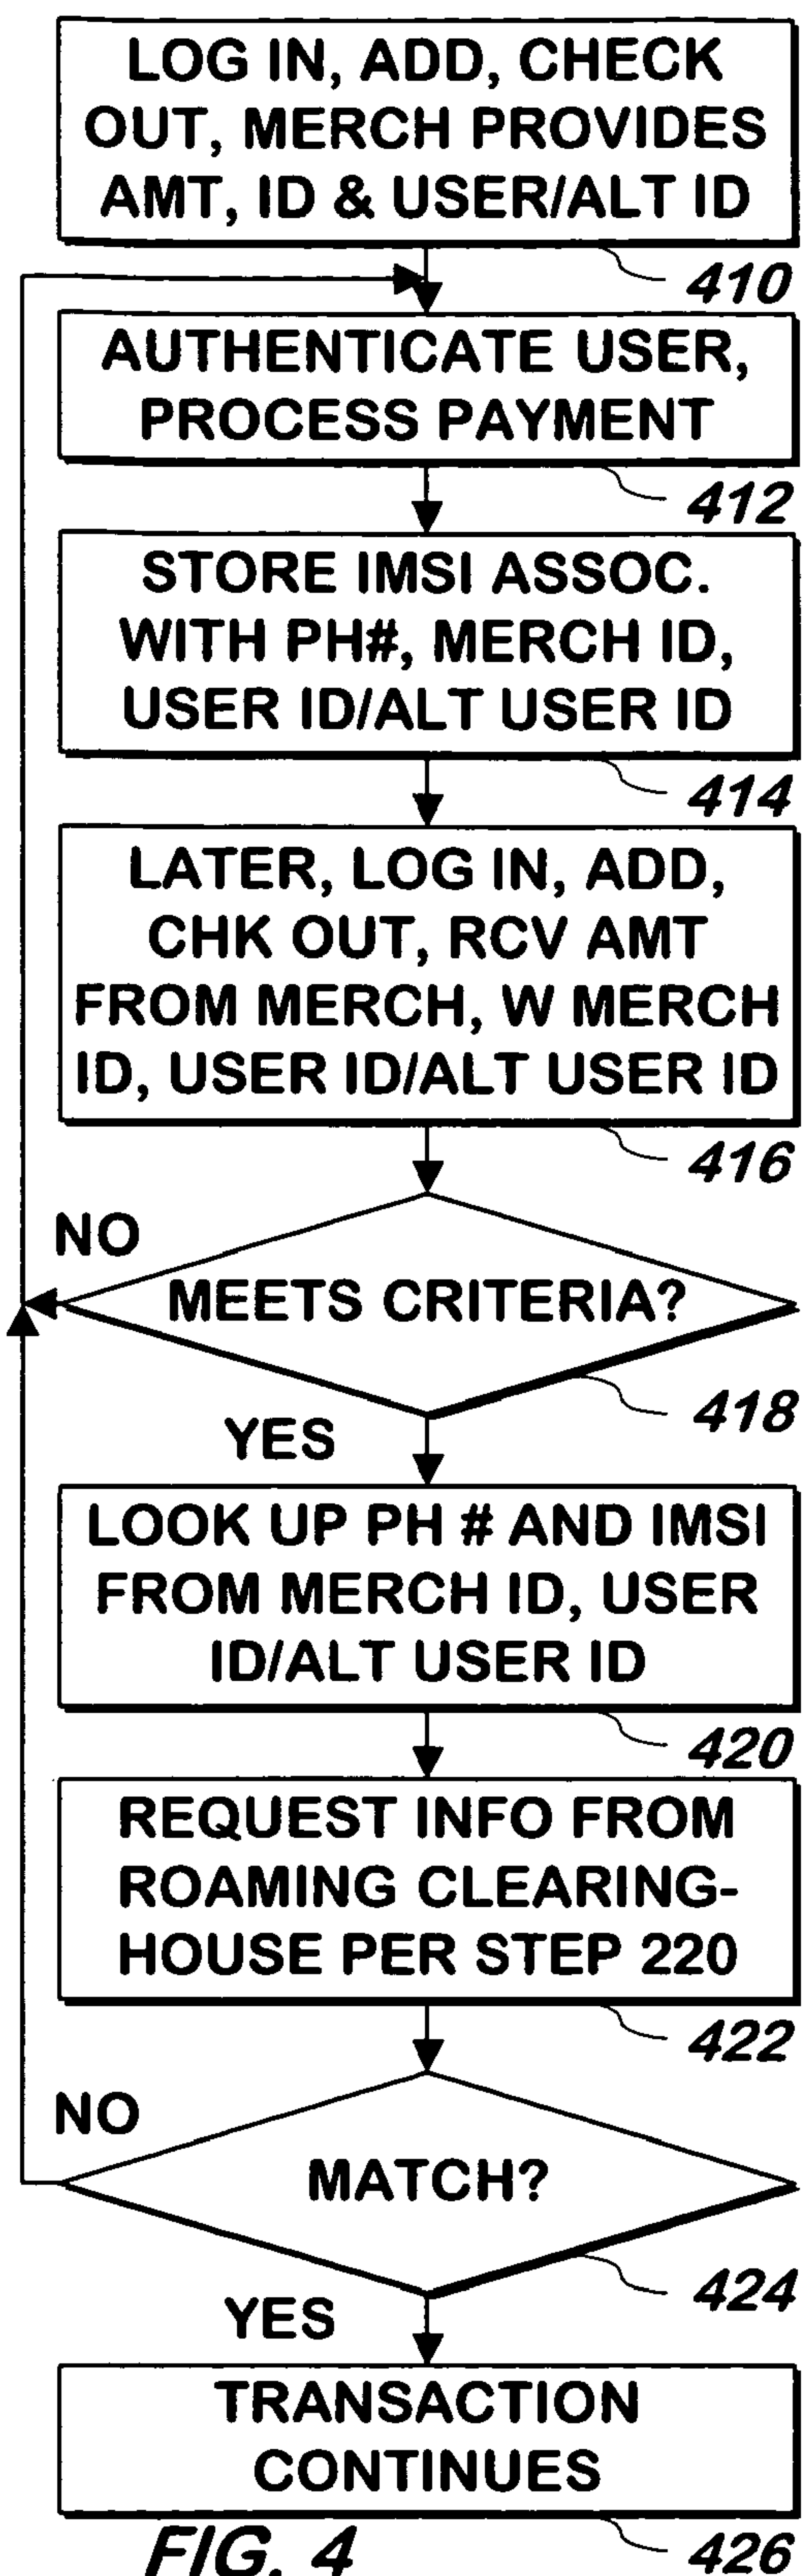 LOG IN, ADD, CHECK
OUT, MERCH PROVIDES
AMT, ID & USER/ALT ID
410
AUTHENTICATE USER,
PROCESS PAYMENT
412
STORE IMSI ASSOC.
WITH PH#, MERCH ID,
USER ID/ALT USER ID
414
LATER, LOG IN, ADD,
CHK OUT, RCV AMT
FROM MERCH, W MERCH
ID, USER ID/ALT USER ID
416
NO
MEETS CRITERIA?
418
YES
LOOK UP PH # AND IMSI
FROM MERCH ID, USER
ID/ALT USER ID
420
REQUEST INFO FROM
ROAMING CLEARING-
HOUSE PER STEP 220
422
NO
MATCH?
424
YES
TRANSACTION
CONTINUES
426
FIG. 4